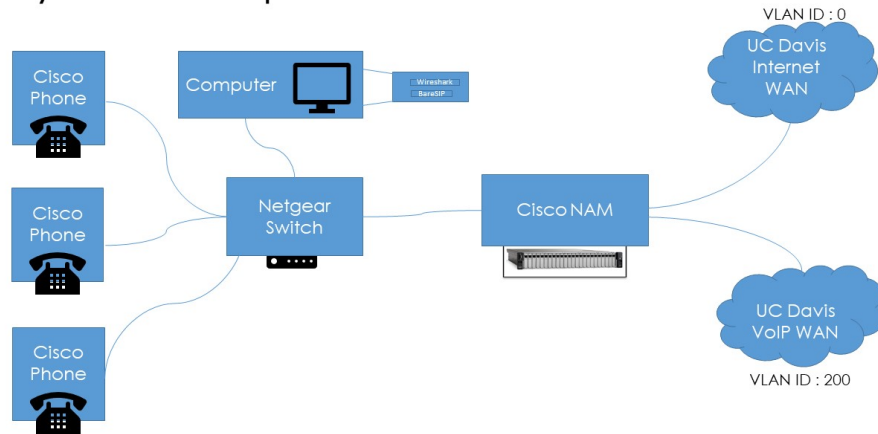 VLAN ID : 0
UC Davis
Internet
WAN
Cisco
Phone
Computer
Wireshark
BareSIP
Cisco
Phone
Netgear
Switch
Cisco NAM
UC Davis
VoIP WAN
VLAN ID : 200
Cisco
Phone